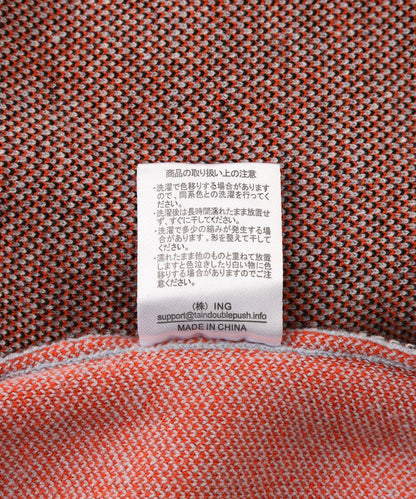 商品の取り扱い上の注意
・洗濯で色移りする場合があります
ので、同系色との洗濯を行ってく
ださい。
・洗濯後は長時間濡れたまま放置せ
ず、すぐに干してください。
・洗濯で多少の縮みが発生する場合
があります。形を整えて干してく
ださい。
・濡れたまま他のものと重ねて放置
しますと色泣きしたり白い物に色
移りする場合がありますのでご注
意ください。
（株）ING
support@taindoublepush.info
MADE IN CHINA